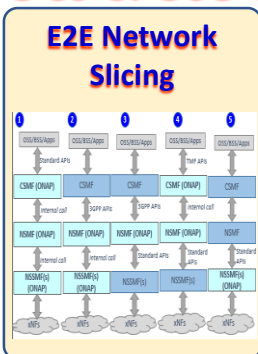 E2E Network
Slicing
1 2 3 4 5
OSS/BSS/Apps OSS/BSS/Apps OSS/BSS/Apps OSS/BSS/Apps OSS/BSS/Apps
Standard APIs TMF APIs
CSMF (ONAP) CSMF CSMF CSMF (ONAP) CSMF
Internal call 3GPP APIs 3GPP APIs Internal call
NSMF (ONAP) NSMF (ONAP) NSMF (ONAP) NSMF (ONAP) NSMF
Internal call Internal call Standard APIs Standard APIs Standard APIs
NSSMF(s) (ONAP) NSSMF(s) (ONAP) NSSMF(s) NSSMF(s) NSSMF(s) (ONAP)
xNFs xNFs xNFs xNFs xNFs